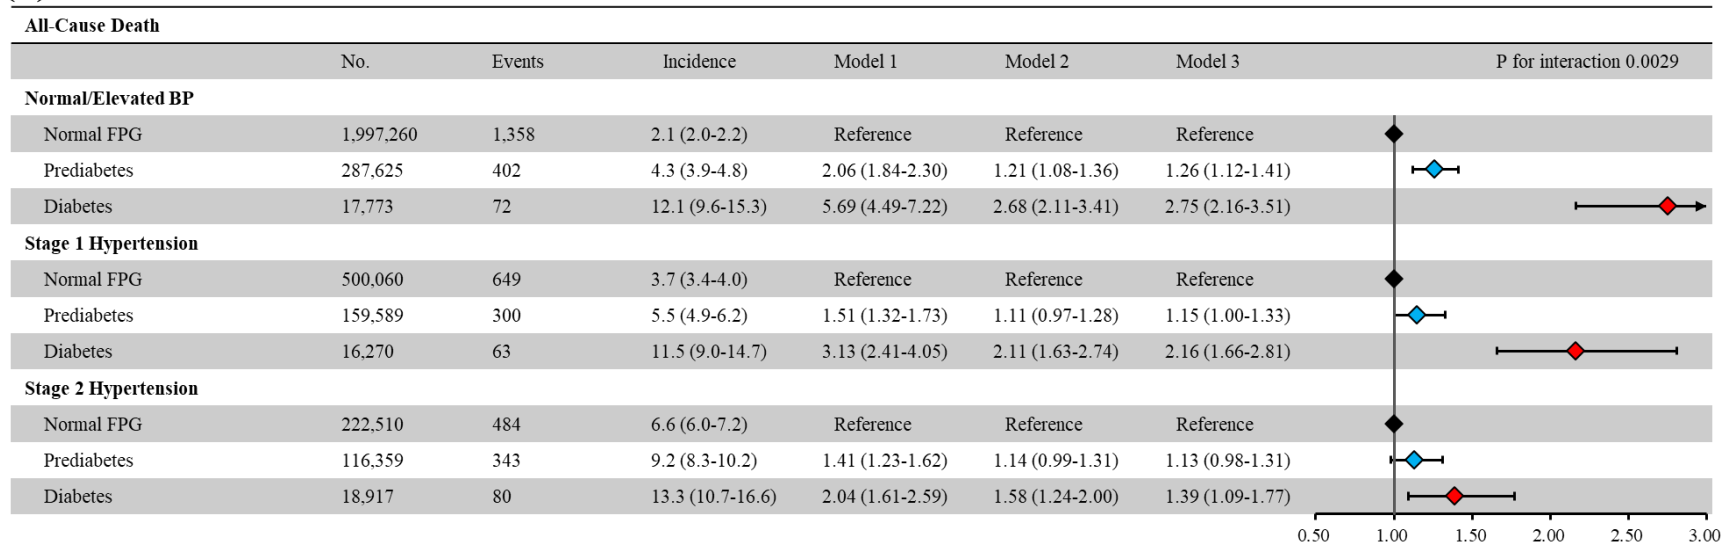 All-Cause Death
No. Events Incidence Model 1 Model 2 Model 3 P for interaction 0.0029
Normal/Elevated BP
Normal FPG 1,997,260 1,358 2.1 (2.0-2.2) Reference Reference Reference
Prediabetes 287,625 402 4.3 (3.9-4.8) 2.06 (1.84-2.30) 1.21 (1.08-1.36) 1.26 (1.12-1.41)
Diabetes 17,773 72 12.1 (9.6-15.3) 5.69 (4.49-7.22) 2.68 (2.11-3.41) 2.75 (2.16-3.51)
Stage 1 Hypertension
Normal FPG 500,060 649 3.7 (3.4-4.0) Reference Reference Reference
Prediabetes 159,589 300 5.5 (4.9-6.2) 1.51 (1.32-1.73) 1.11 (0.97-1.28) 1.15 (1.00-1.33)
Diabetes 16,270 63 11.5 (9.0-14.7) 3.13 (2.41-4.05) 2.11 (1.63-2.74) 2.16 (1.66-2.81)
Stage 2 Hypertension
Normal FPG 222,510 484 6.6 (6.0-7.2) Reference Reference Reference
Prediabetes 116,359 343 9.2 (8.3-10.2) 1.41 (1.23-1.62) 1.14 (0.99-1.31) 1.13 (0.98-1.31)
Diabetes 18,917 80 13.3 (10.7-16.6) 2.04 (1.61-2.59) 1.58 (1.24-2.00) 1.39 (1.09-1.77)
0.50 1.00 1.50 2.00 2.50 3.00